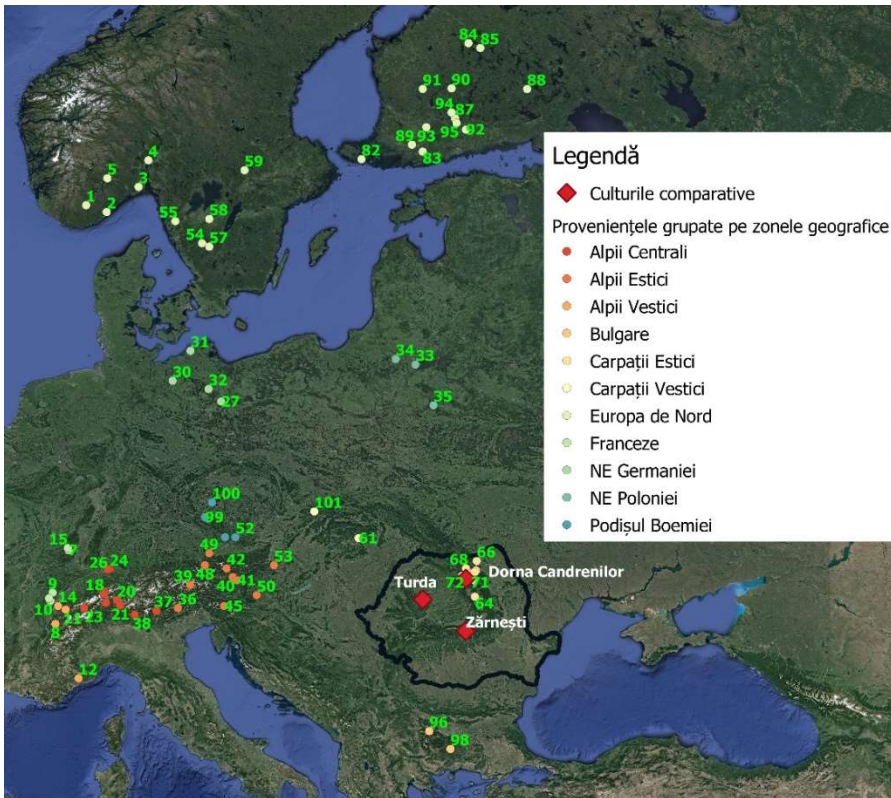 84 85
91 90 88
94 87
89 93 95 92
82 83
4
5 59
3
1 2
55 58
54 57
Legendă
Culturile comparative
Proveniențele grupate pe zonele geografice
Alpii Centrali
Alpii Estici
Alpii Vestici
Bulgare
Carpații Estici
Carpații Vestici
Europa de Nord
Franceze
NE Germaniei
NE Poloniei
Podișul Boemiei
31
34 33
30 32
27 35
100
99 101
52
15 61
49
26 24 42 53
48
39
9 18 20 40 41 50
10 14
23 21 37 36 45
8 38
12
68 66
Dorna Candrenilor
Turda 72 71
64
Zărnești
96
98